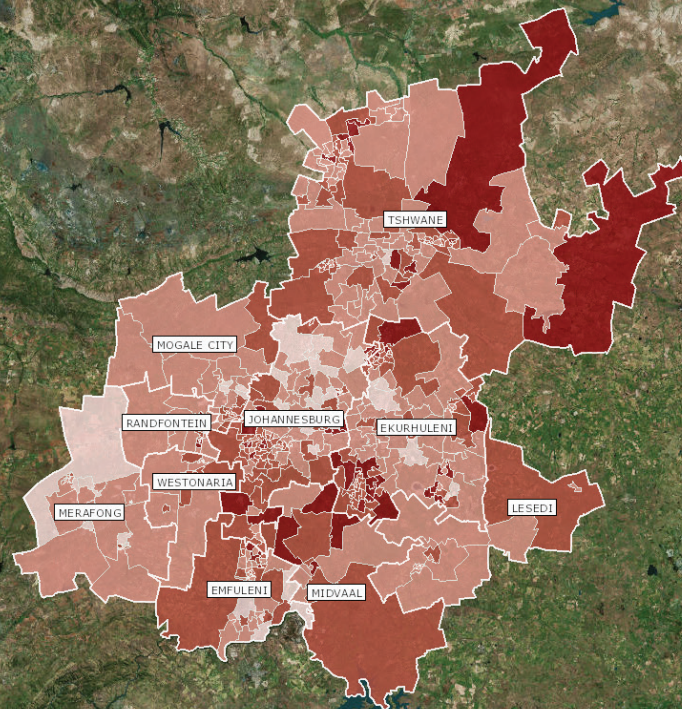 TSHWANE
MOGALE CITY
RANDFONTEIN
JOHANNESBURG
EKURHULENI
WESTONARIA
MERAFONG
LESEDI
EMFULENI
MIDVAAL